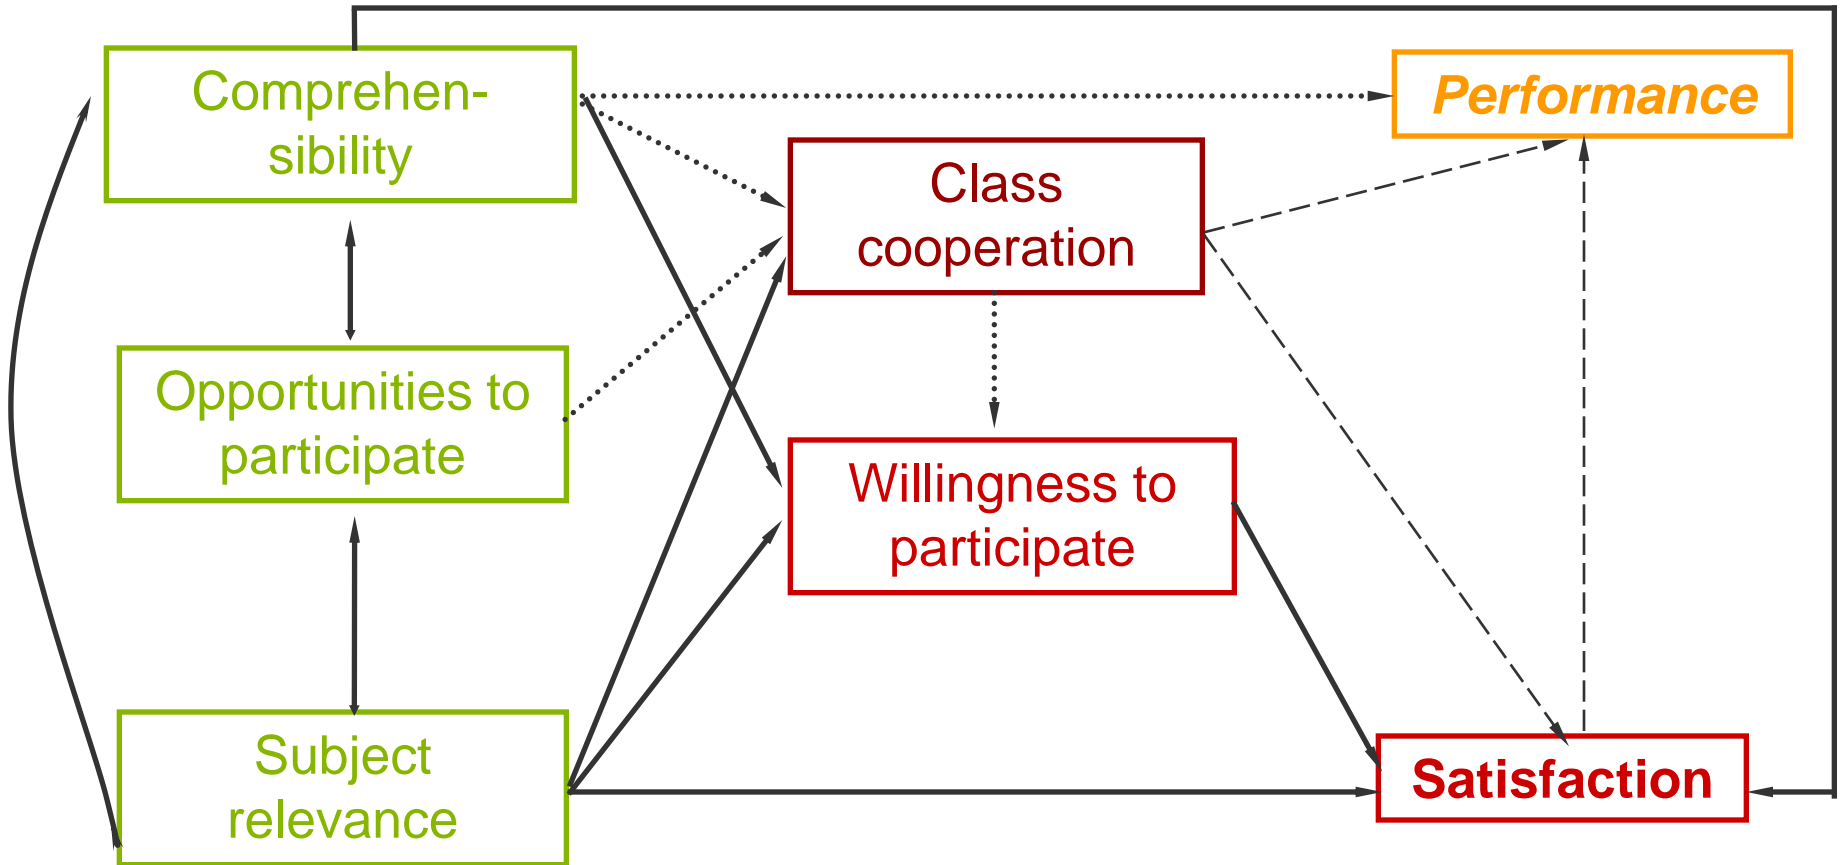 Comprehen-
sibility
Performance
Class
cooperation
Opportunities to
participate
Willingness to
participate
Subject
relevance
Satisfaction